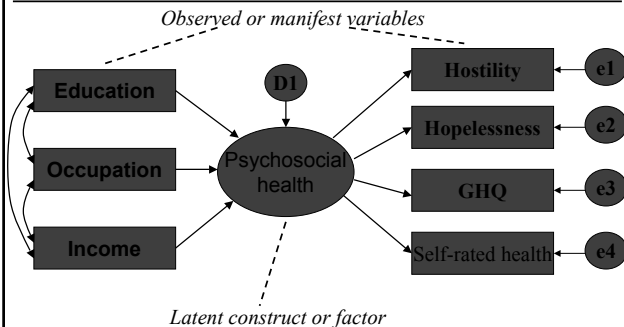 Observed or manifest variables
Education
Occupation
Income
D1
Psychosocial
health
Hostility
Hopelessness
GHQ
Self-rated health
e1
e2
e3
e4
Latent construct or factor